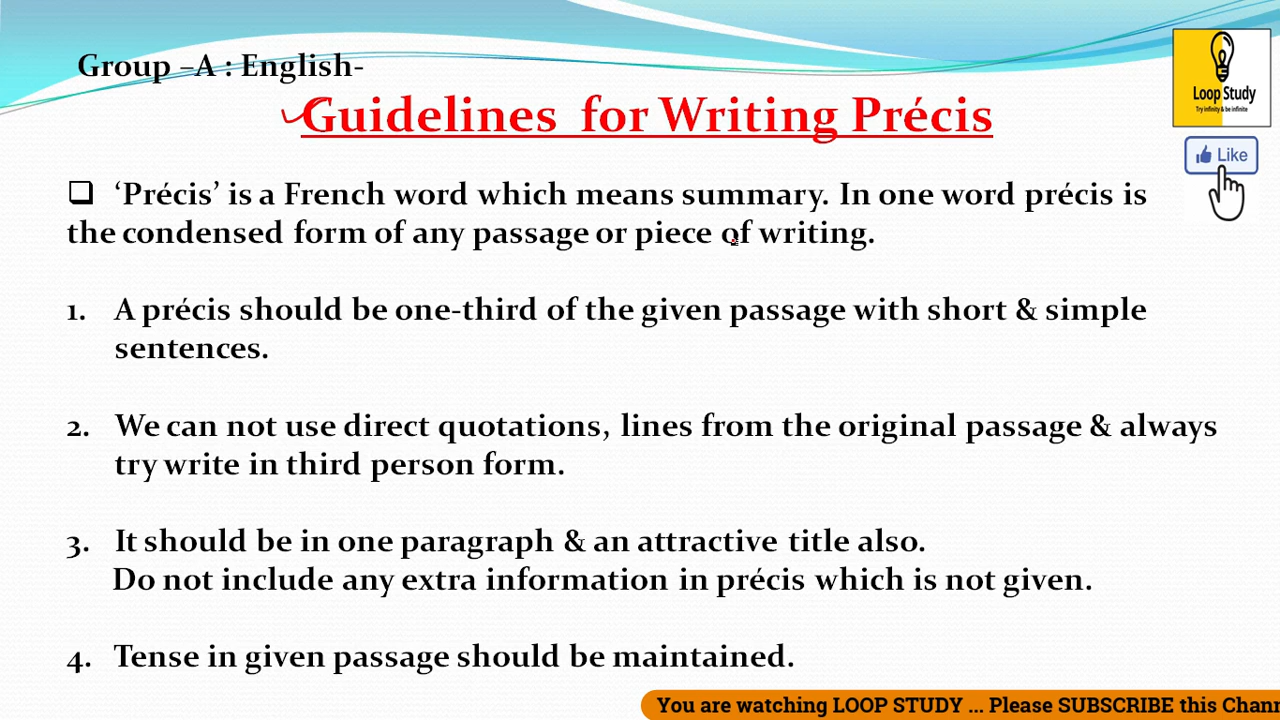 Group –A : English-
Guidelines for Writing Précis
Loop Study
Try infinity & be infinite
Like
❑ ‘Précis’ is a French word which means summary. In one word précis is
the condensed form of any passage or piece of writing.
1. A précis should be one-third of the given passage with short & simple
sentences.
2. We can not use direct quotations, lines from the original passage & always
try write in third person form.
3. It should be in one paragraph & an attractive title also.
Do not include any extra information in précis which is not given.
4. Tense in given passage should be maintained.
You are watching LOOP STUDY ... Please SUBSCRIBE this Chann